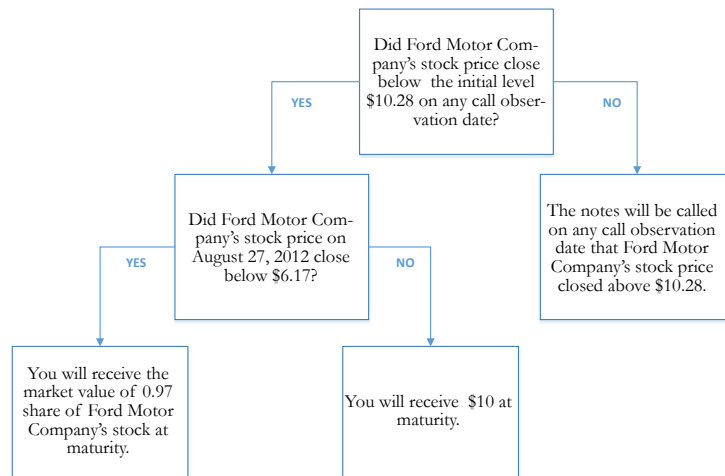 Did Ford Motor Com-
pany's stock price close
below the initial level
$10.28 on any call obser-
vation date?
YES
NO
Did Ford Motor Com-
pany's stock price on
August 27, 2012 close
below $6.17?
The notes will be called
on any call observation
date that Ford Motor
Company's stock price
closed above $10.28.
YES
NO
You will receive the
market value of 0.97
share of Ford Motor
Company's stock at
maturity.
You will receive $10 at
maturity.